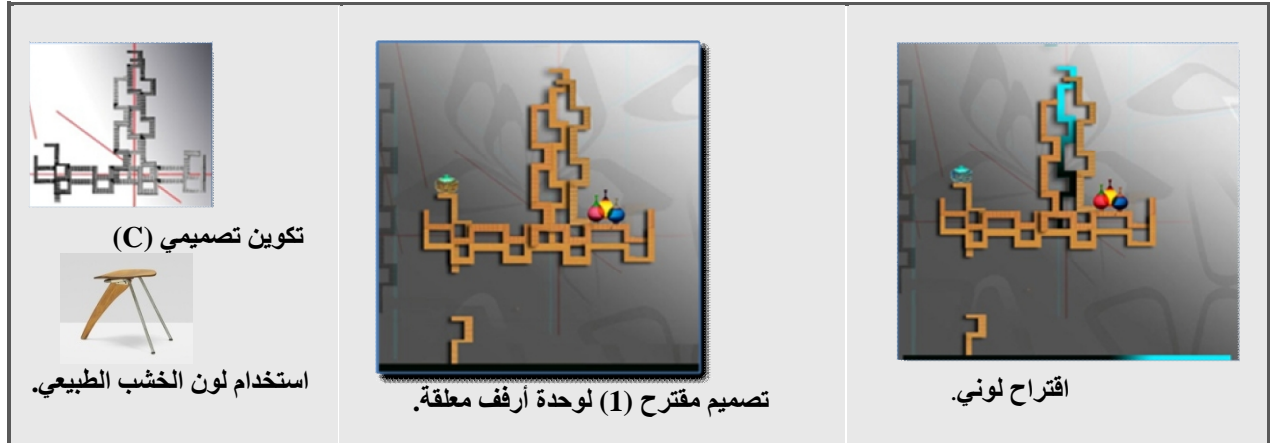 تكوين تصميمي (C)
استخدام لون الخشب الطبيعي.
تصميم مقترح (1) لوحدة أرفف معلقة.
اقتراح لوني.